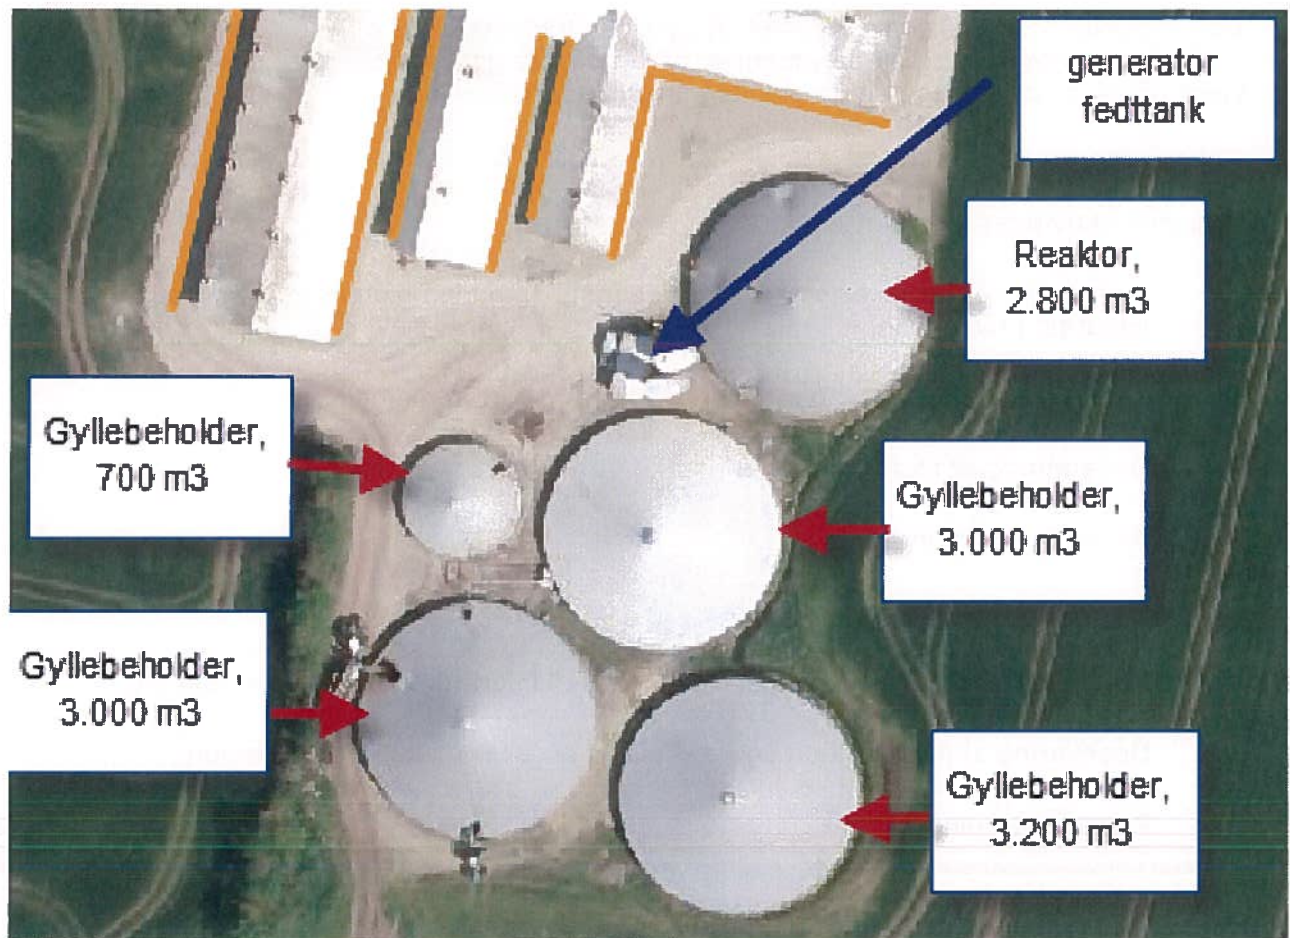 generator
fedttank
Reaktor,
2.800 m3
Gyllebeholder,
700 m3
Gyllebeholder,
3.000 m3
Gyllebeholder,
3.000 m3
Gyllebeholder,
3.200 m3